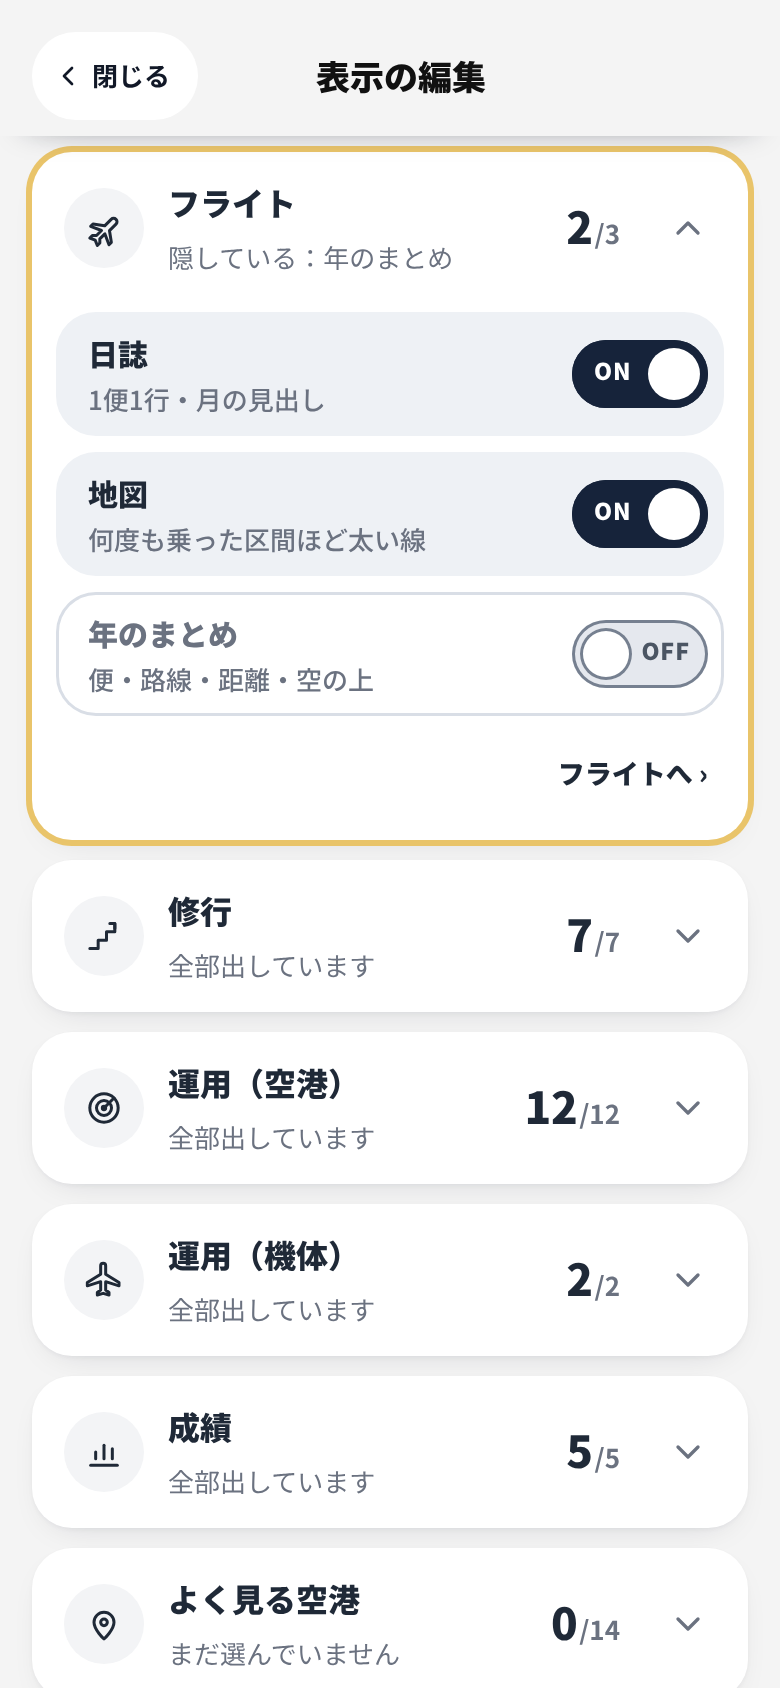 閉じる
表示の編集
フライト
2/3
隠している：年のまとめ
日誌
1便1行・月の見出し
ON
地図
何度も乗った区間ほど太い線
ON
年のまとめ
便・路線・距離・空の上
OFF
フライトへ ›
修行
7/7
全部出しています
運用（空港）
12/12
全部出しています
運用（機体）
2/2
全部出しています
成績
5/5
全部出しています
よく見る空港
0/14
まだ選んでいません